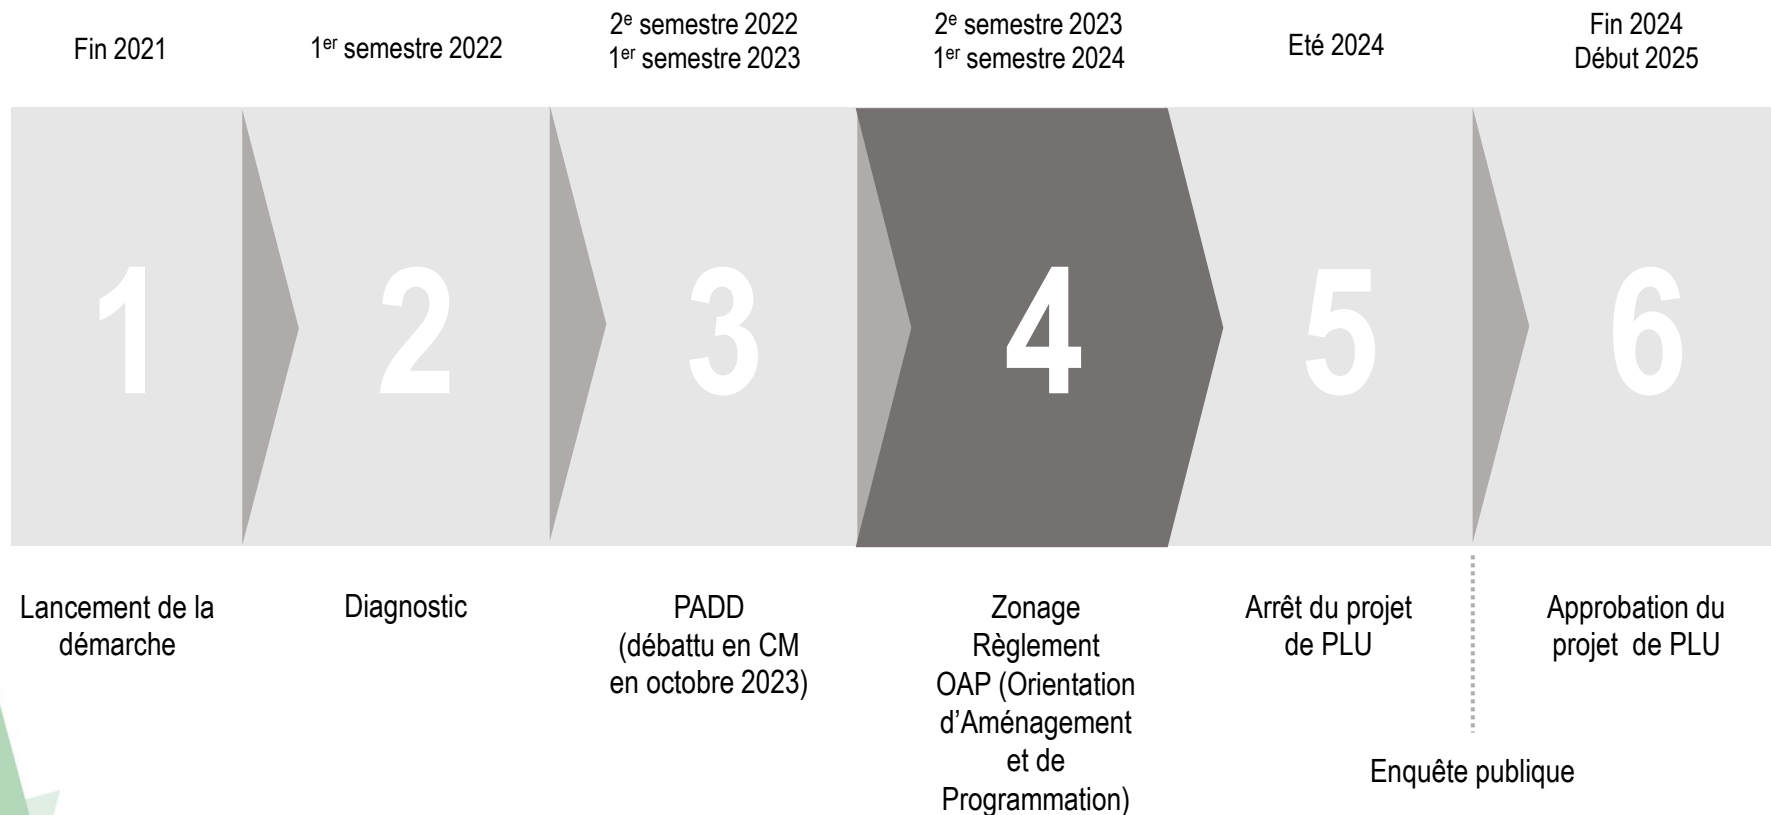 Fin 2021
1er semestre 2022
2e semestre 2022
1er semestre 2023
2e semestre 2023
1er semestre 2024
Eté 2024
Fin 2024
Début 2025
1
2
3
4
5
6
Lancement de la
démarche
Diagnostic
PADD
(débattu en CM
en octobre 2023)
Zonage
Règlement
OAP (Orientation
d’Aménagement
et de
Programmation)
Arrêt du projet
de PLU
Approbation du
projet de PLU
Enquête publique